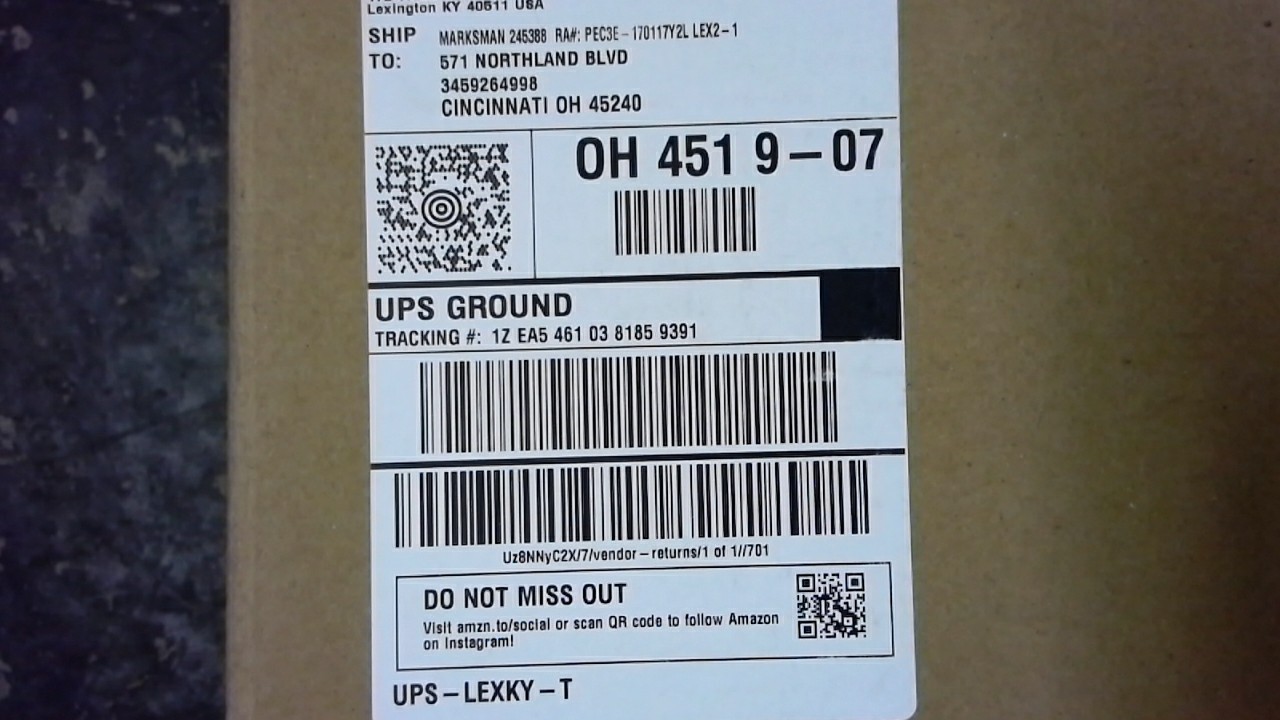 Lexington KY 40511 USA
SHIP MARKSMAN 245388 RA#: PEC3E-170117Y2L LEX2-1
TO: 571 NORTHLAND BLVD
3459264998
CINCINNATI OH 45240
OH 451 9-07
UPS GROUND
TRACKING #: 1Z EA5 461 03 8185 9391
Uz8NNyC2X/7/vendor-returns/1 of 1//701
DO NOT MISS OUT
Visit amzn.to/social or scan QR code to follow Amazon
on Instagram!
UPS-LEXKY-T